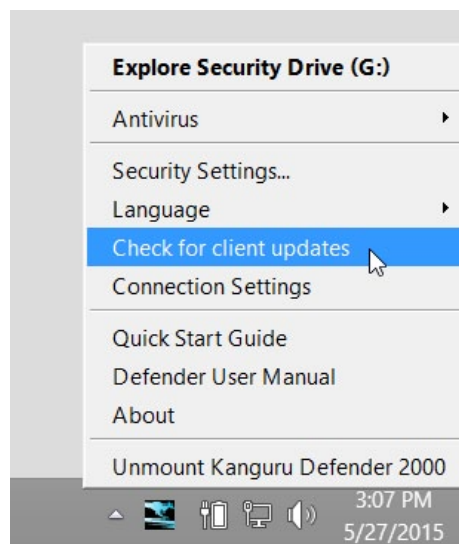 Explore Security Drive (G:)
Antivirus
Security Settings...
Language
Check for client updates
Connection Settings
Quick Start Guide
Defender User Manual
About
Unmount Kanguru Defender 2000
3:07 PM
5/27/2015